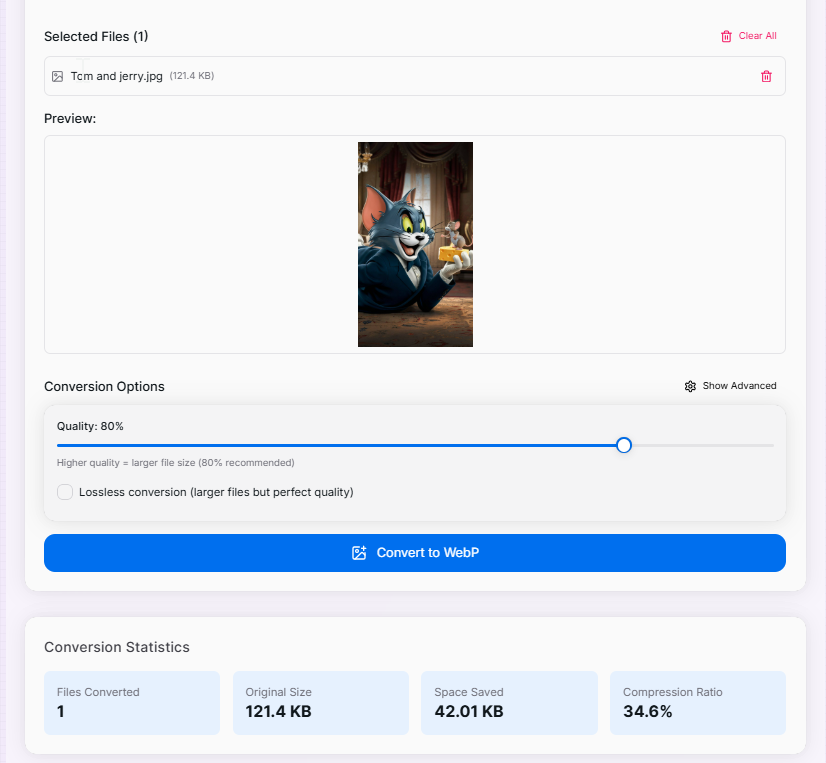 Selected Files (1)
Clear All
Tom and jerry.jpg (121.4 KB)
Preview:
Conversion Options
Show Advanced
Quality: 80%
Higher quality = larger file size (80% recommended)
Lossless conversion (larger files but perfect quality)
Convert to WebP
Conversion Statistics
Files Converted
1
Original Size
121.4 KB
Space Saved
42.01 KB
Compression Ratio
34.6%